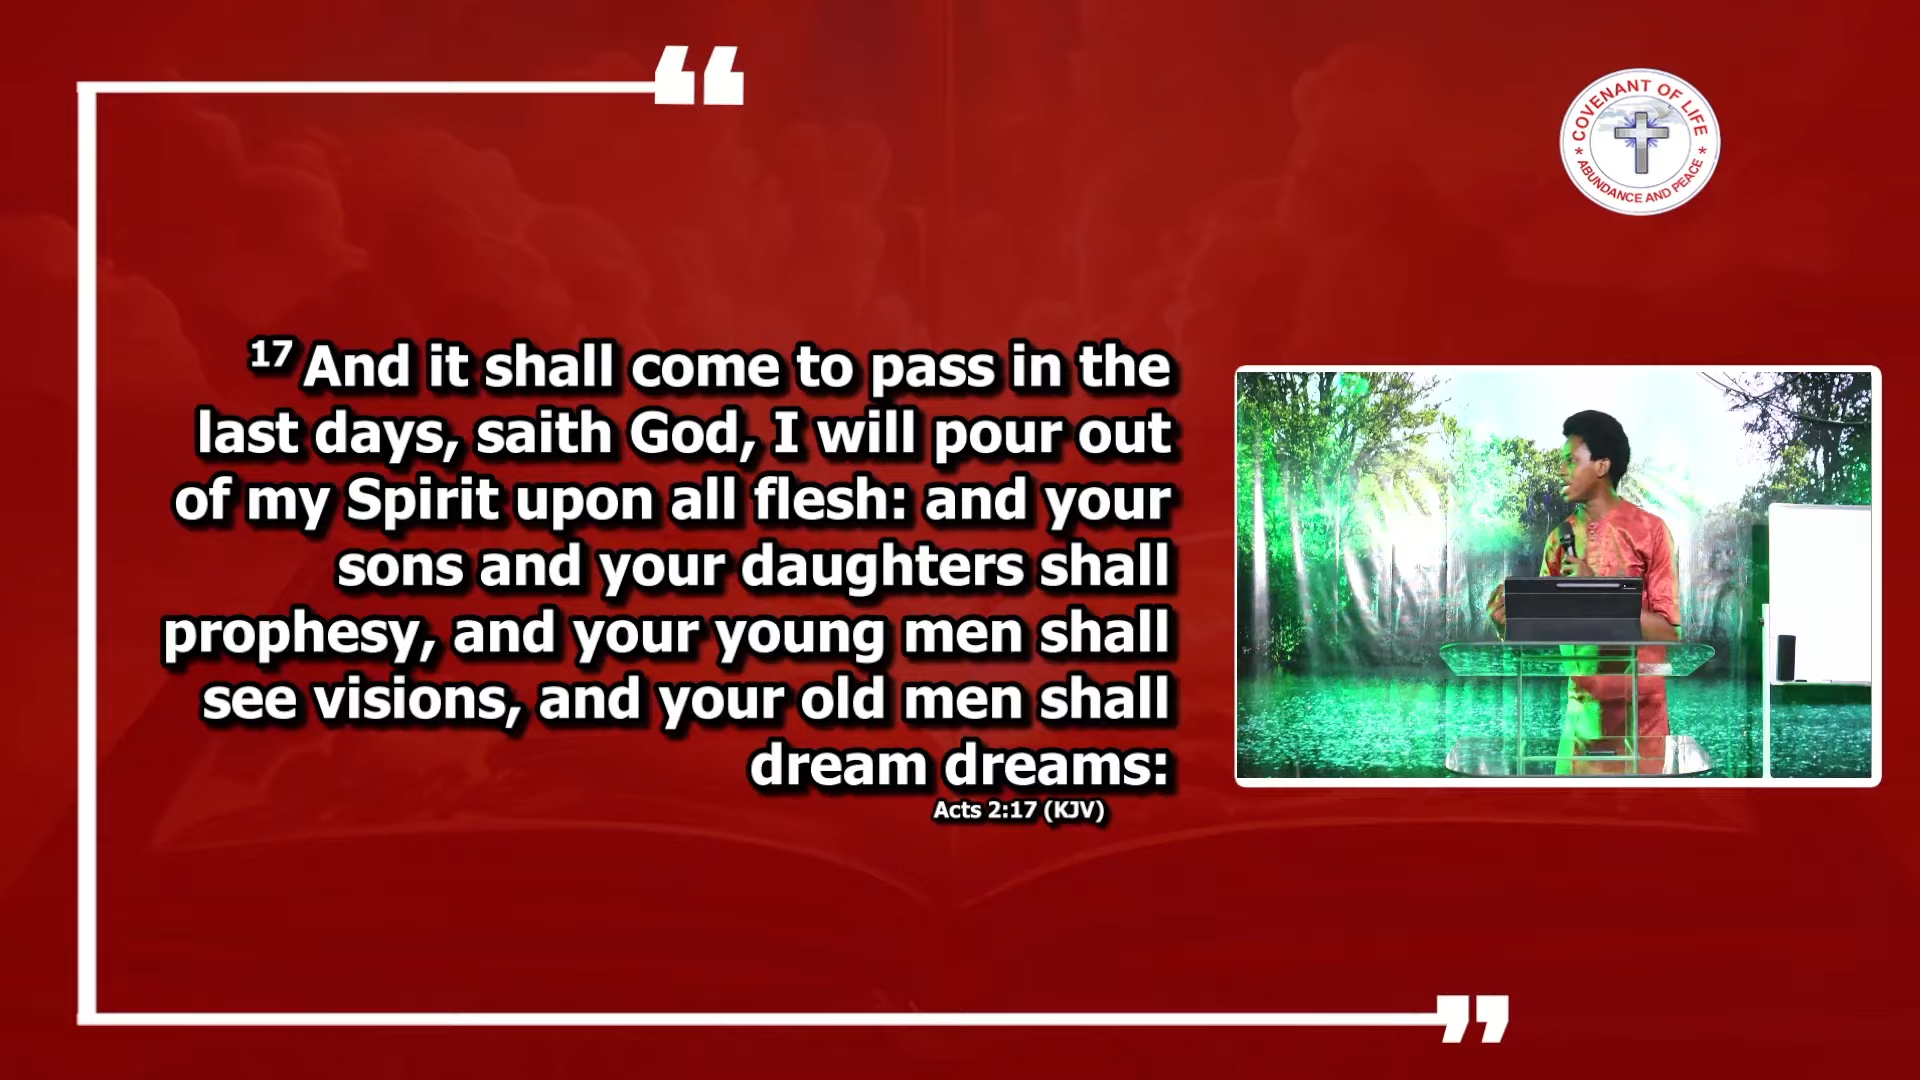 COVENANT OF LIFE
* ABUNDANCE AND PEACE *
17 And it shall come to pass in the
last days, saith God, I will pour out
of my Spirit upon all flesh: and your
sons and your daughters shall
prophesy, and your young men shall
see visions, and your old men shall
dream dreams:
Acts 2:17 (KJV)